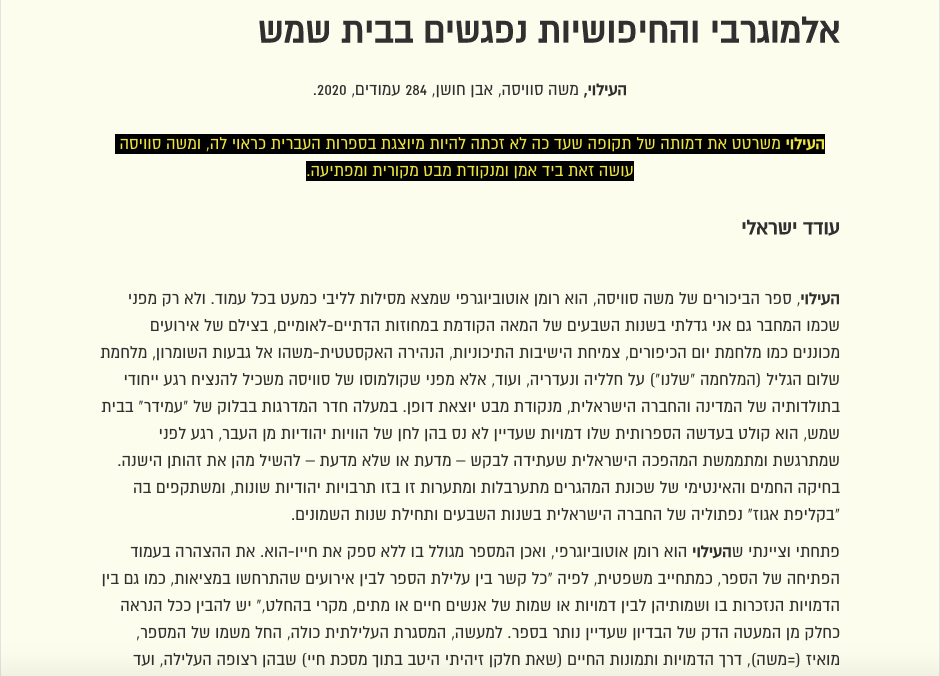 אלמוגרבי והחיפושיות נפגשים בבית שמש
העילוי, משה סוויסה, אבן חושן, 284 עמודים, 2020.
העילוי משרטט את דמותה של תקופה שעד כה לא זכתה להיות מיוצגת בספרות העברית כראוי לה, ומשה סוויסה
עושה זאת ביד אמן ומנקודת מבט מקורית ומפתיעה.
עודד ישראלי
העילוי, ספר הביכורים של משה סוויסה, הוא רומן אוטוביוגרפי שמצא מסילות לליבי כמעט בכל עמוד. ולא רק מפני
שכמו המחבר גם אני גדלתי בשנות השבעים של המאה הקודמת במחוזות הדתיים-לאומיים, בצילם של אירועים
מכוננים כמו מלחמת יום הכיפורים, צמיחת הישיבות התיכוניות, הנהירה האקסטטית-משהו אל גבעות השומרון, מלחמת
שלום הגליל (המלחמה "שלנו") על חלליה ונעדריה, ועוד, אלא מפני שקולמוסו של סוויסה משכיל להנציח רגע ייחודי
בתולדותיה של המדינה והחברה הישראלית, מנקודת מבט יוצאת דופן. במעלה חדר המדרגות בבלוק של "עמידר" בבית
שמש, הוא קולט בעדשה הספרותית שלו דמויות שעדיין לא נס בהן לחן של הוויות יהודיות מן העבר, רגע לפני
שמתרגשת ומתממשת המהפכה הישראלית שעתידה לבקש – מדעת או שלא מדעת – להשיל מהן את זהותן הישנה.
בחיקה החמים והאינטימי של שכונת המהגרים מתערבלות ומתערות זו בזו תרבויות יהודיות שונות, ומשתקפים בה
"בקליפת אגוז" נפתוליה של החברה הישראלית בשנות השבעים ותחילת שנות השמונים.
פתחתי וציינתי שהעילוי הוא רומן אוטוביוגרפי, ואכן המספר מגולל בו ללא ספק את חייו-הוא. את ההצהרה בעמוד
הפתיחה של הספר, כמתחייב משפטית, לפיה "כל קשר בין עלילת הספר לבין אירועים שהתרחשו במציאות, כמו גם בין
הדמויות הנזכרות בו ושמותיהן לבין דמויות או שמות של אנשים חיים או מתים, מקרי בהחלט," יש להבין ככל הנראה
כחלק מן המעטה הדק של הבדיון שעדיין נותר בספר. למעשה, המסגרת העלילתית כולה, החל משמו של המספר,
מואיז (=משה), דרך הדמויות ותמונות החיים (שאת חלקן זיהיתי היטב בתוך מסכת חיי) שבהן רצופה העלילה, ועד